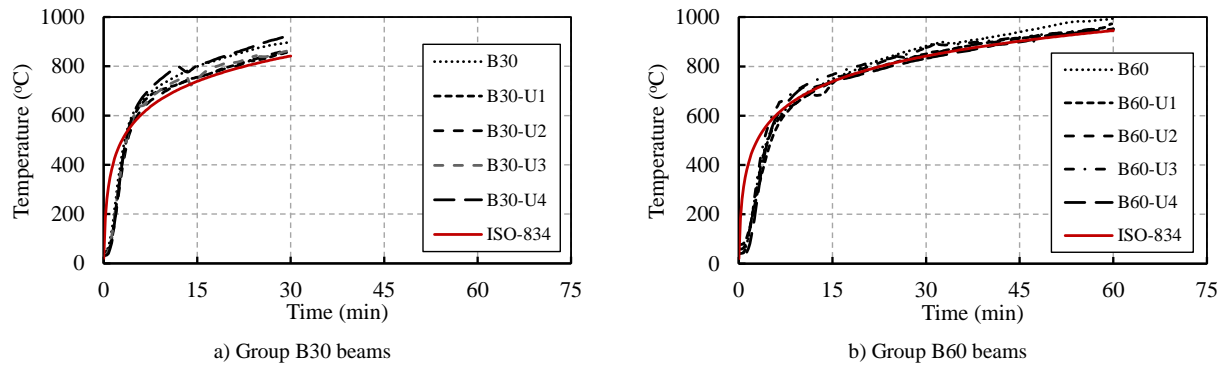 1000
800
600
400
200
0
Temperature (ºC)
0 15 30 45 60 75
Time (min)
B30
B30-U1
B30-U2
B30-U3
B30-U4
ISO-834
a) Group B30 beams
1000
800
600
400
200
0
Temperature (ºC)
0 15 30 45 60 75
Time (min)
B60
B60-U1
B60-U2
B60-U3
B60-U4
ISO-834
b) Group B60 beams